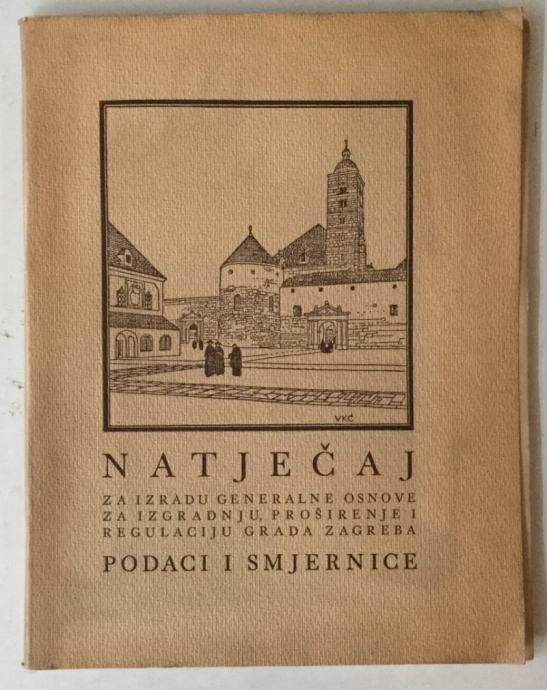 VKĆ
NATJEČAJ
ZA IZRADU GENERALNE OSNOVE
ZA IZGRADNJU, PROŠIRENJE I
REGULACIJU GRADA ZAGREBA
PODACI I SMJERNICE